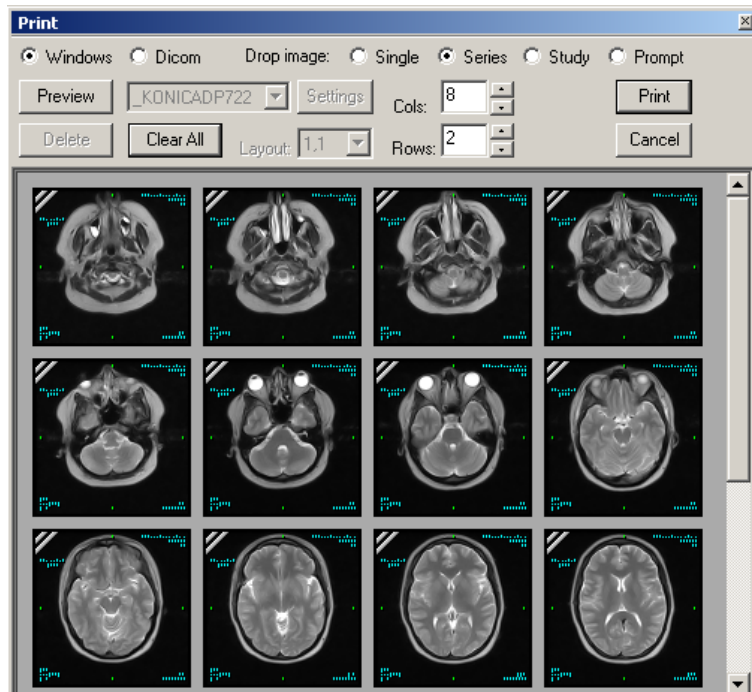 Print
Windows Dicom Drop image: Single Series Study Prompt
Preview _KONICADP722 Settings Cols: 8 Print
Delete Clear All Layout: 1,1 Rows: 2 Cancel